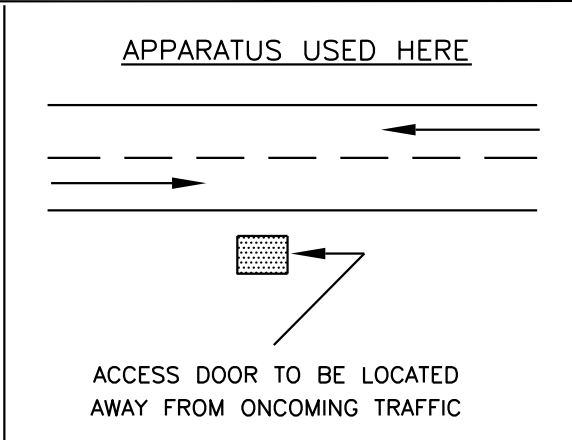 APPARATUS USED HERE
ACCESS DOOR TO BE LOCATED
AWAY FROM ONCOMING TRAFFIC